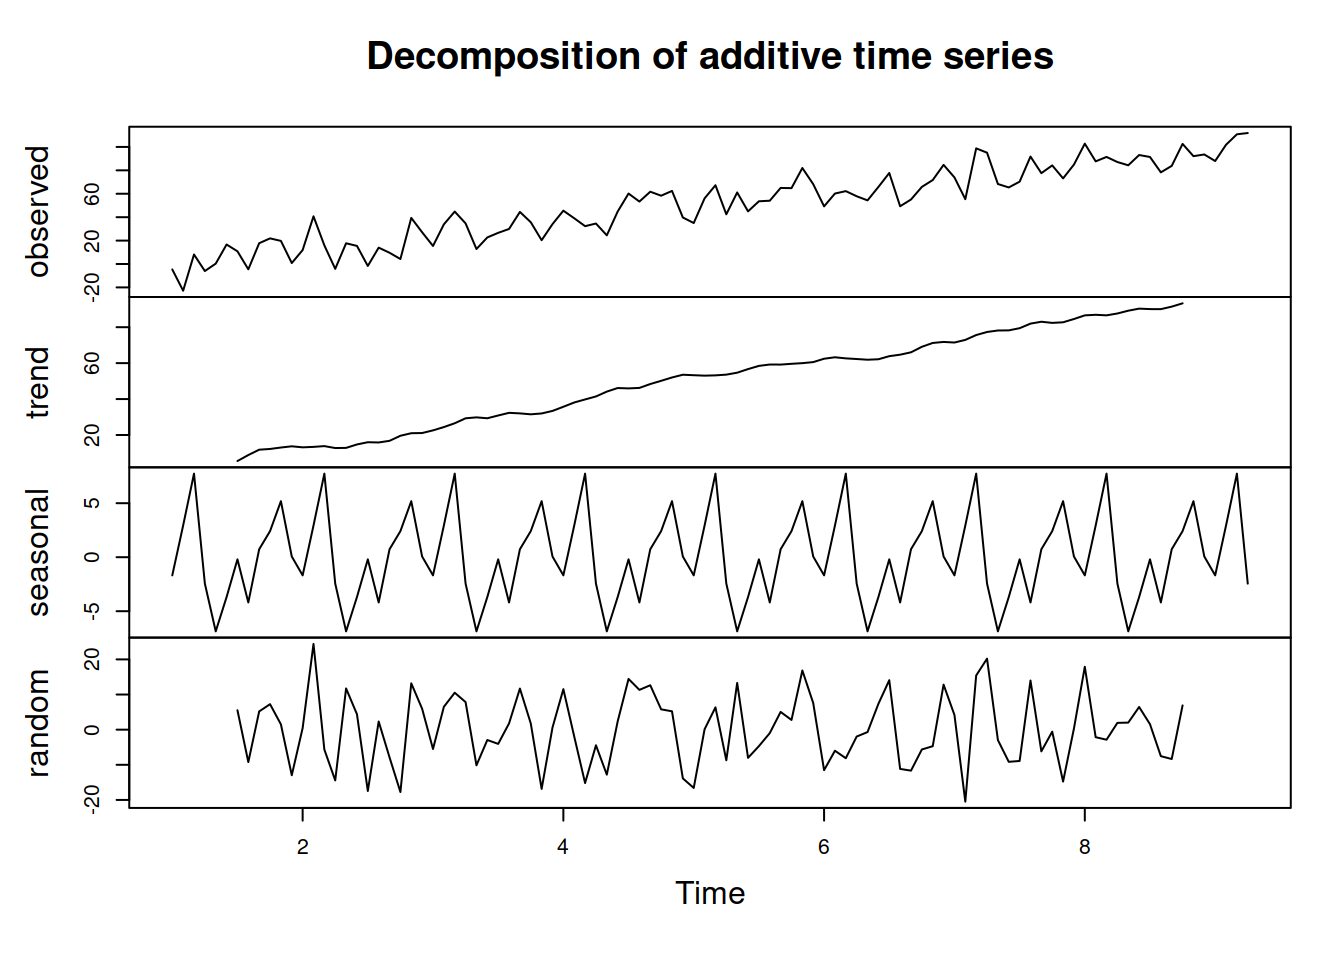 Decomposition of additive time series
observed
-20 20 60
trend
20 60
seasonal
-5 0 5
random
-20 0 20
2 4 6 8
Time